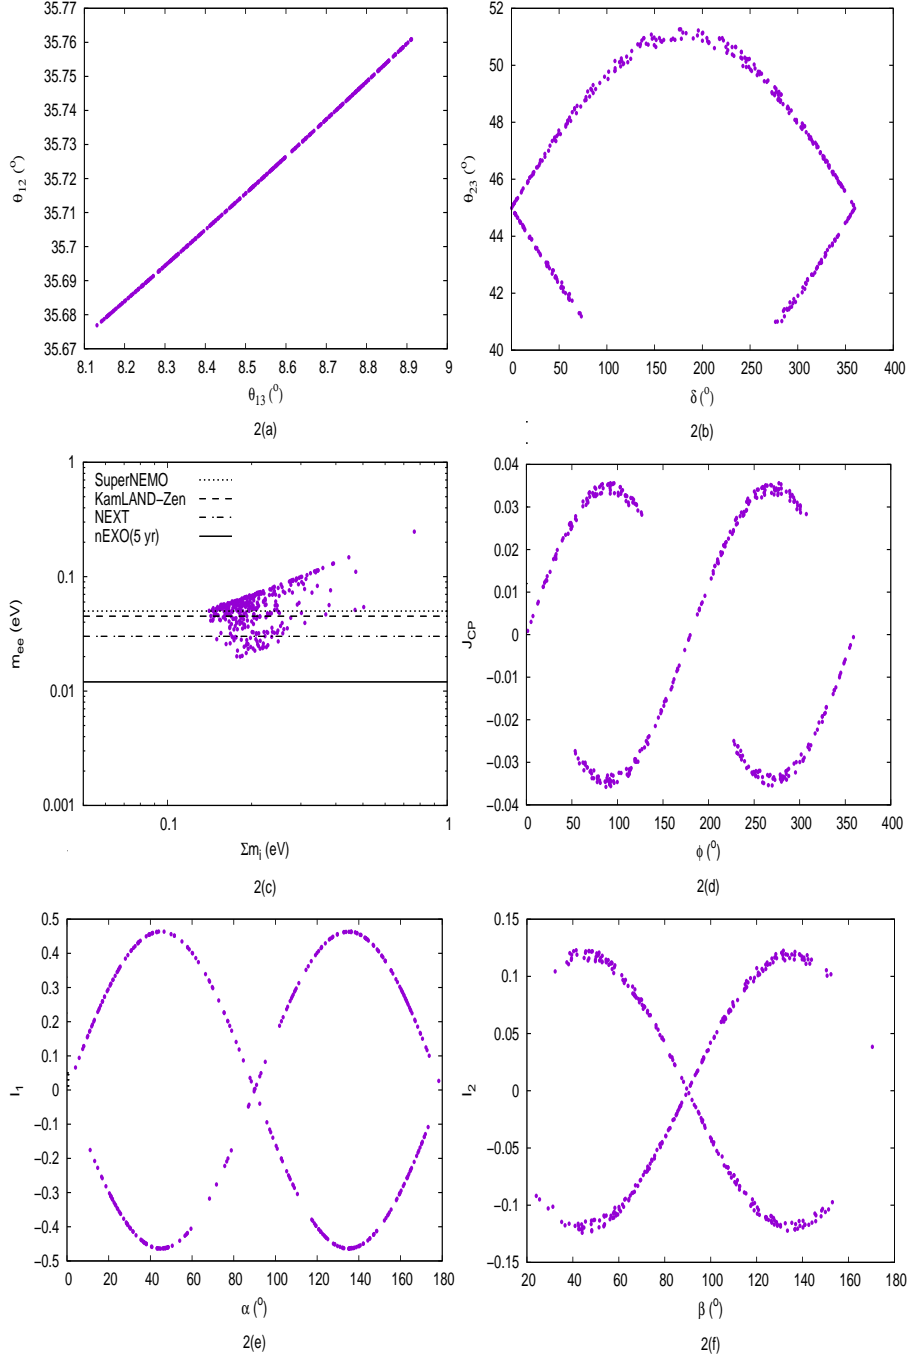 35.77
35.76
35.75
35.74
35.73
35.72
35.71
35.7
35.69
35.68
35.67
θ12 (o)
8.1 8.2 8.3 8.4 8.5 8.6 8.7 8.8 8.9 9
θ13 (o)
2(a)
52
50
48
46
44
42
40
θ23 (o)
0 50 100 150 200 250 300 350 400
δ (o)
2(b)
1
0.1
0.01
0.001
mee (eV)
SuperNEMO
KamLAND−Zen
NEXT
nEXO(5 yr)
0.1 1
Σmi (eV)
2(c)
0.04
0.03
0.02
0.01
0
−0.01
−0.02
−0.03
−0.04
JCP
0 50 100 150 200 250 300 350 400
ϕ (o)
2(d)
0.5
0.4
0.3
0.2
0.1
0
−0.1
−0.2
−0.3
−0.4
−0.5
I1
0 20 40 60 80 100 120 140 160 180
α (o)
2(e)
0.15
0.1
0.05
0
−0.05
−0.1
−0.15
I2
20 40 60 80 100 120 140 160 180
β (o)
2(f)